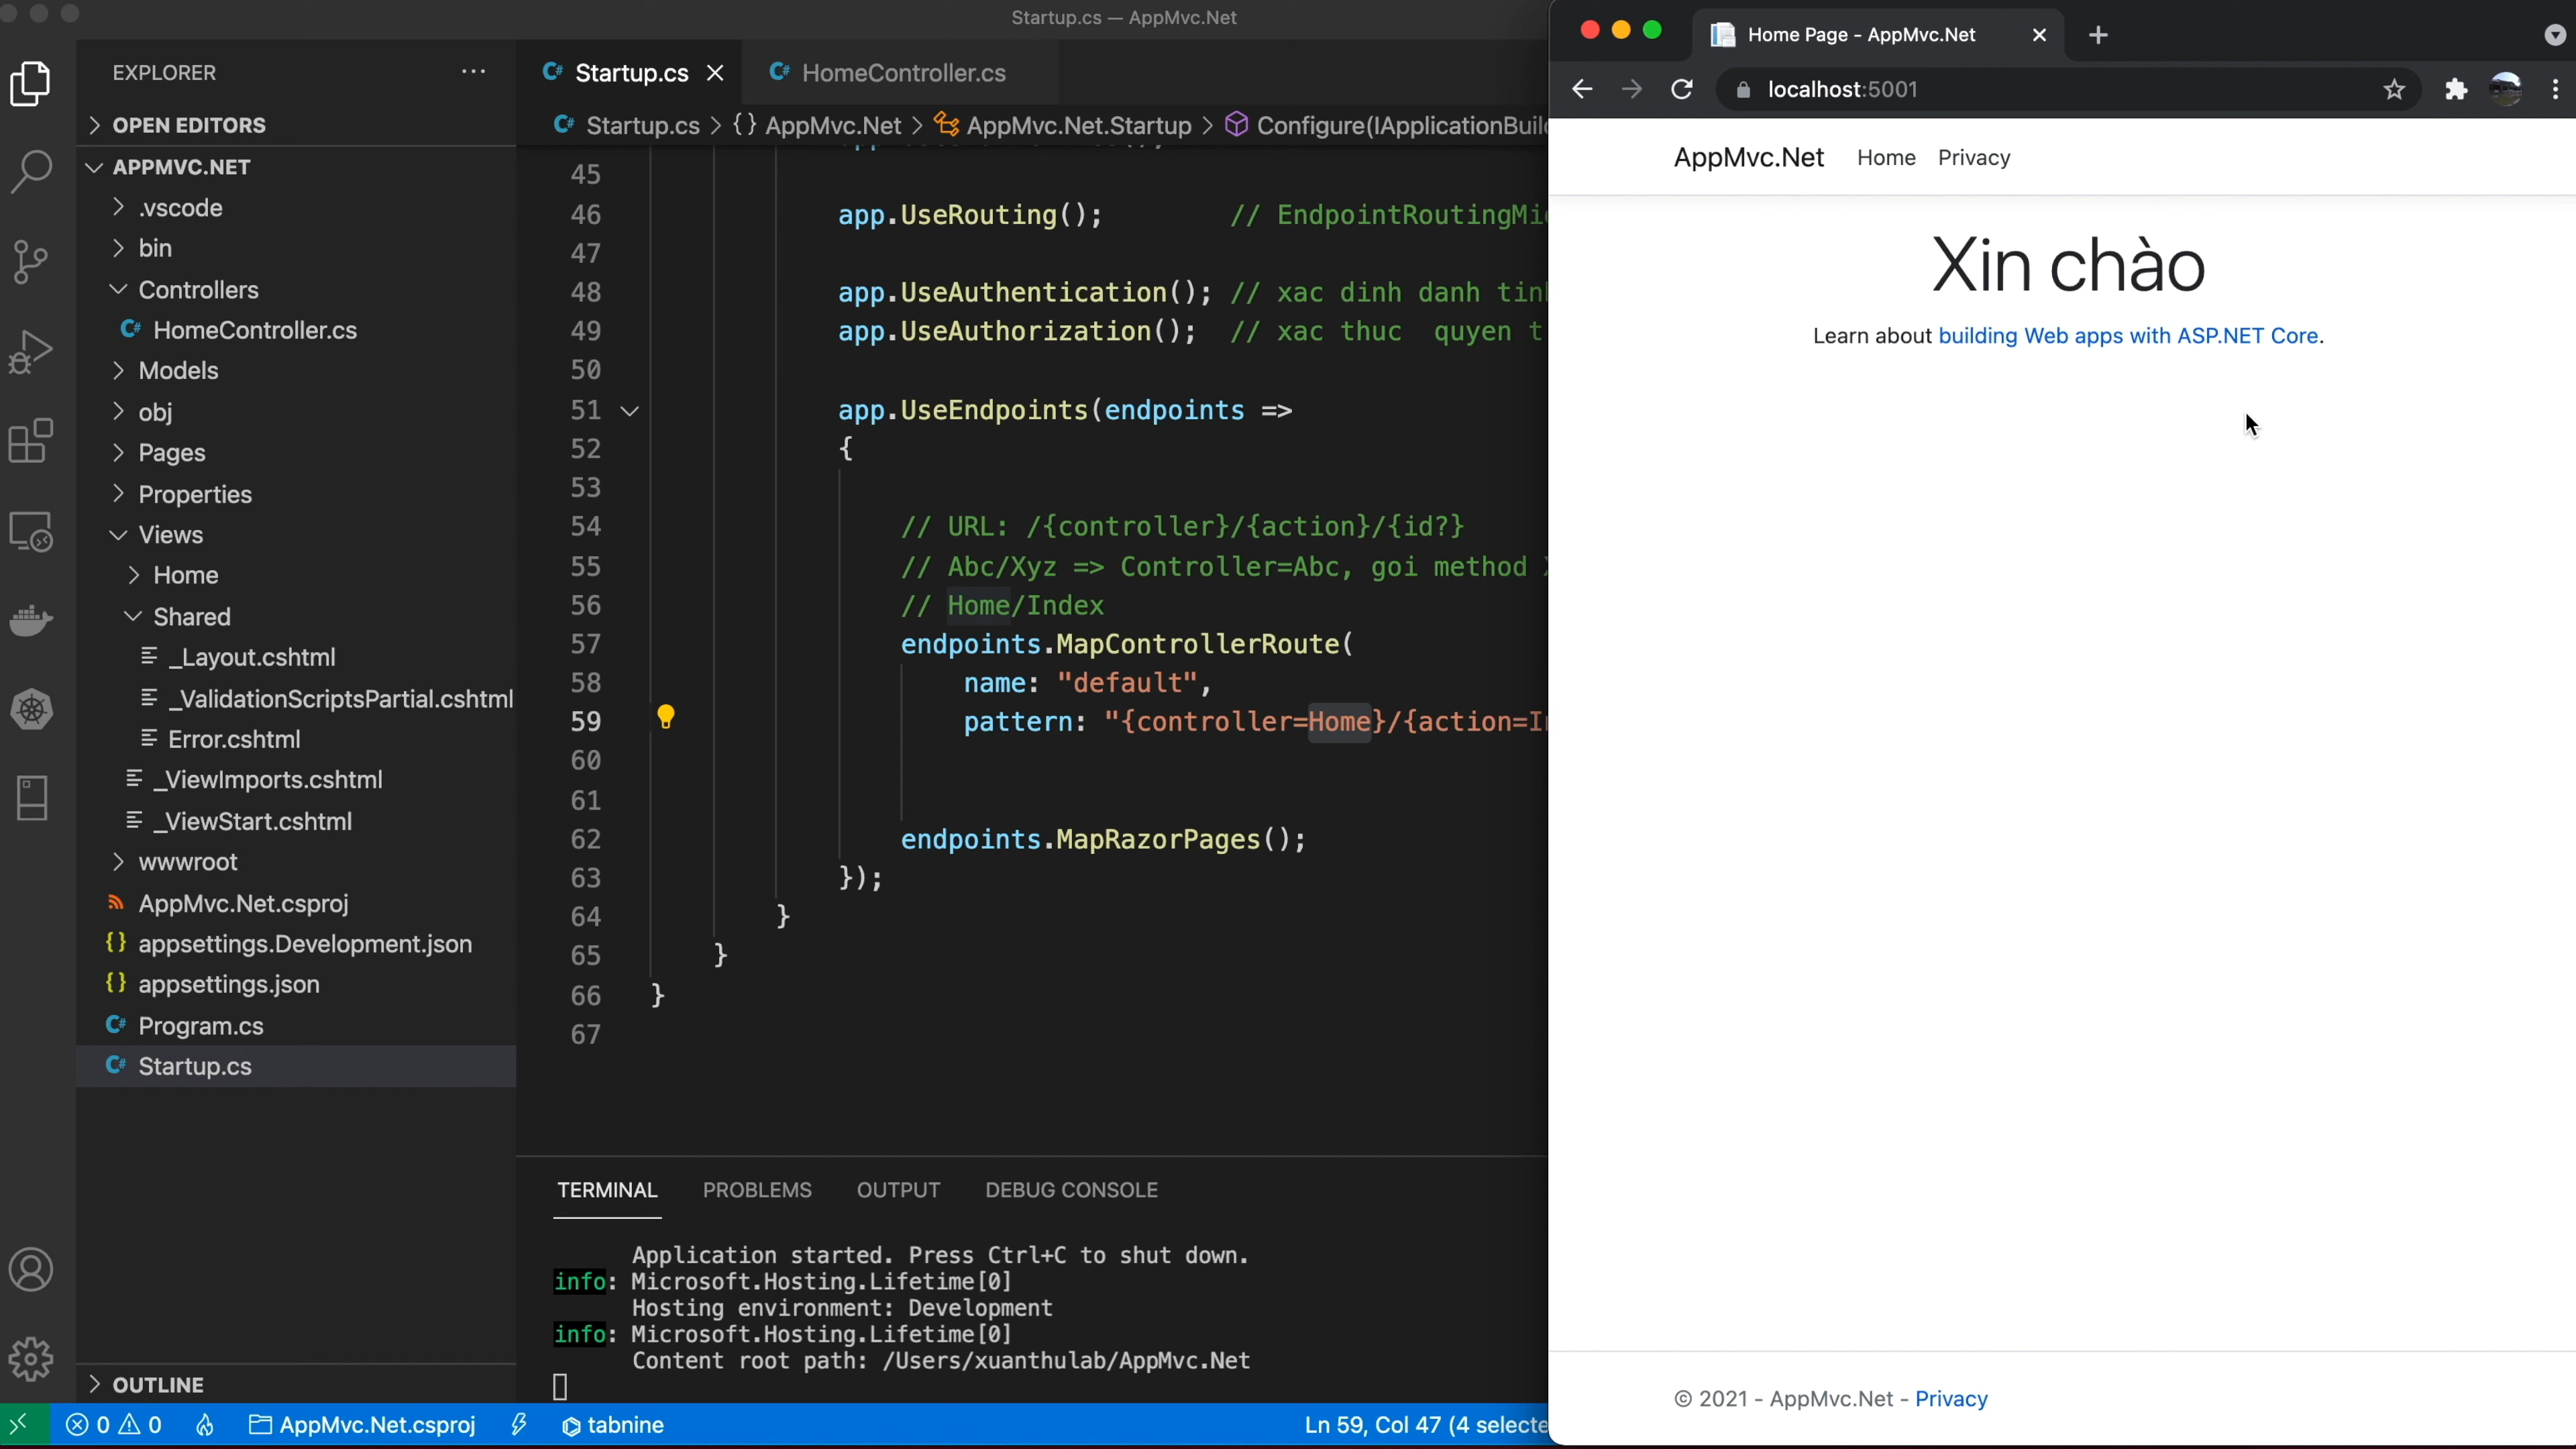 Startup.cs — AppMvc.Net
EXPLORER
OPEN EDITORS
APPMVC.NET
.vscode
bin
Controllers
HomeController.cs
Models
obj
Pages
Properties
Views
Home
Shared
_Layout.cshtml
_ValidationScriptsPartial.cshtml
Error.cshtml
_ViewImports.cshtml
_ViewStart.cshtml
wwwroot
AppMvc.Net.csproj
appsettings.Development.json
appsettings.json
Program.cs
Startup.cs
OUTLINE
Startup.cs HomeController.cs
Startup.cs > {} AppMvc.Net > AppMvc.Net.Startup > Configure(IApplicationBuil
45
46 app.UseRouting(); // EndpointRoutingMi
47
48 app.UseAuthentication(); // xac dinh danh tin
49 app.UseAuthorization(); // xac thuc quyen t
50
51 app.UseEndpoints(endpoints =>
52 {
53
54 // URL: /{controller}/{action}/{id?}
55 // Abc/Xyz => Controller=Abc, goi method
56 // Home/Index
57 endpoints.MapControllerRoute(
58 name: "default",
59 pattern: "{controller=Home}/{action=I
60
61
62 endpoints.MapRazorPages();
63 });
64 }
65 }
66 }
67
TERMINAL PROBLEMS OUTPUT DEBUG CONSOLE
Application started. Press Ctrl+C to shut down.
info: Microsoft.Hosting.Lifetime[0]
Hosting environment: Development
info: Microsoft.Hosting.Lifetime[0]
Content root path: /Users/xuanthulab/AppMvc.Net
0 0 AppMvc.Net.csproj tabnine Ln 59, Col 47 (4 selecte
Home Page - AppMvc.Net
localhost:5001
AppMvc.Net Home Privacy
Xin chào
Learn about building Web apps with ASP.NET Core.
© 2021 - AppMvc.Net - Privacy